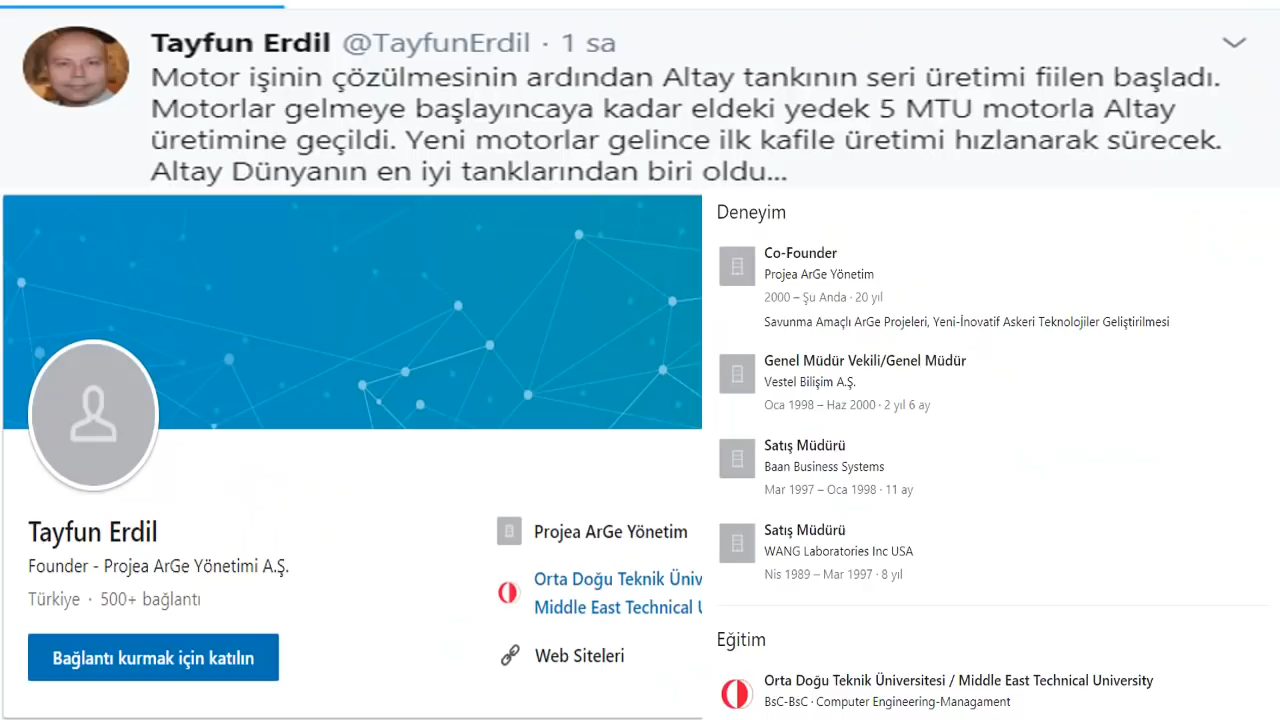 Tayfun Erdil @TayfunErdil · 1 sa
Motor işinin çözülmesinin ardından Altay tankının seri üretimi fiilen başladı.
Motorlar gelmeye başlayıncaya kadar eldeki yedek 5 MTU motorla Altay
üretimine geçildi. Yeni motorlar gelince ilk kafile üretimi hızlanarak sürecek.
Altay Dünyanın en iyi tanklarından biri oldu...
Tayfun Erdil
Founder - Projea ArGe Yönetimi A.Ş.
Türkiye · 500+ bağlantı
Bağlantı kurmak için katılın
Projea ArGe Yönetim
Orta Doğu Teknik Üniv
Middle East Technical U
Web Siteleri
Deneyim
Co-Founder
Projea ArGe Yönetim
2000 – Şu Anda · 20 yıl
Savunma Amaçlı ArGe Projeleri, Yeni-İnovatif Askeri Teknolojiler Geliştirilmesi
Genel Müdür Vekili/Genel Müdür
Vestel Bilişim A.Ş.
Oca 1998 – Haz 2000 · 2 yıl 6 ay
Satış Müdürü
Baan Business Systems
Mar 1997 – Oca 1998 · 11 ay
Satış Müdürü
WANG Laboratories Inc USA
Nis 1989 – Mar 1997 · 8 yıl
Eğitim
Orta Doğu Teknik Üniversitesi / Middle East Technical University
BsC-BsC · Computer Engineering-Managament